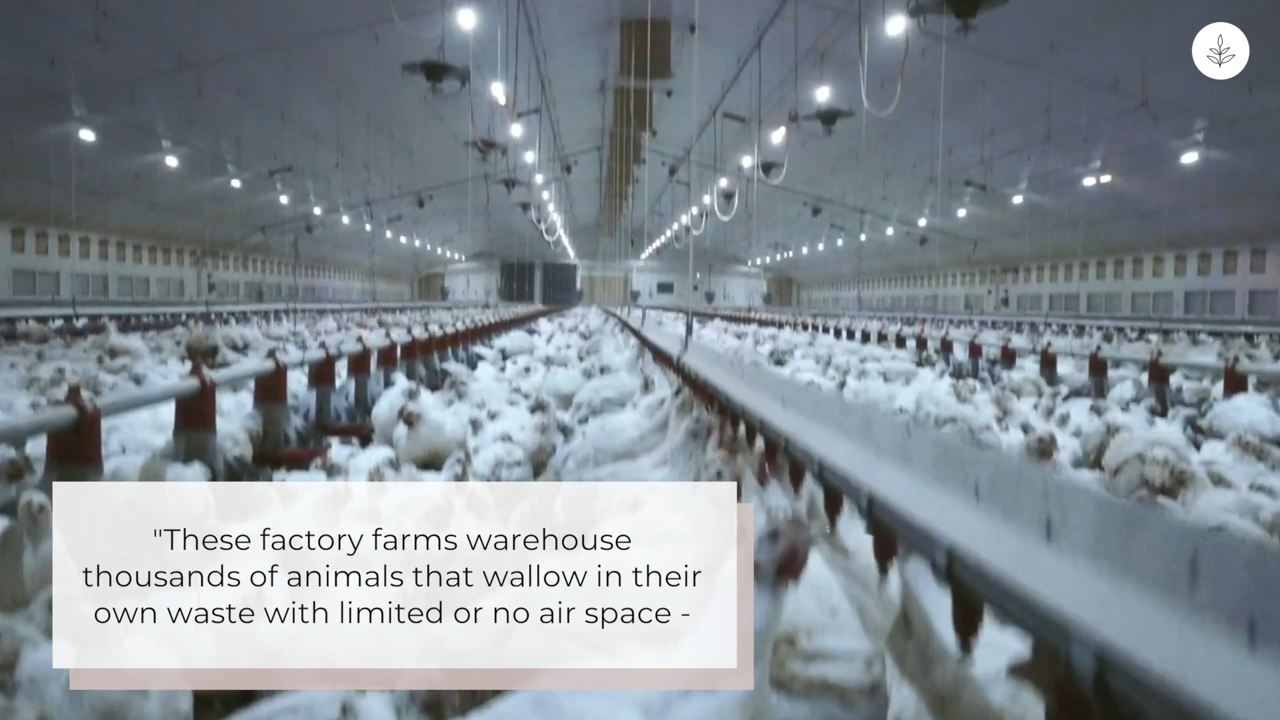 "These factory farms warehouse
thousands of animals that wallow in their
own waste with limited or no air space -